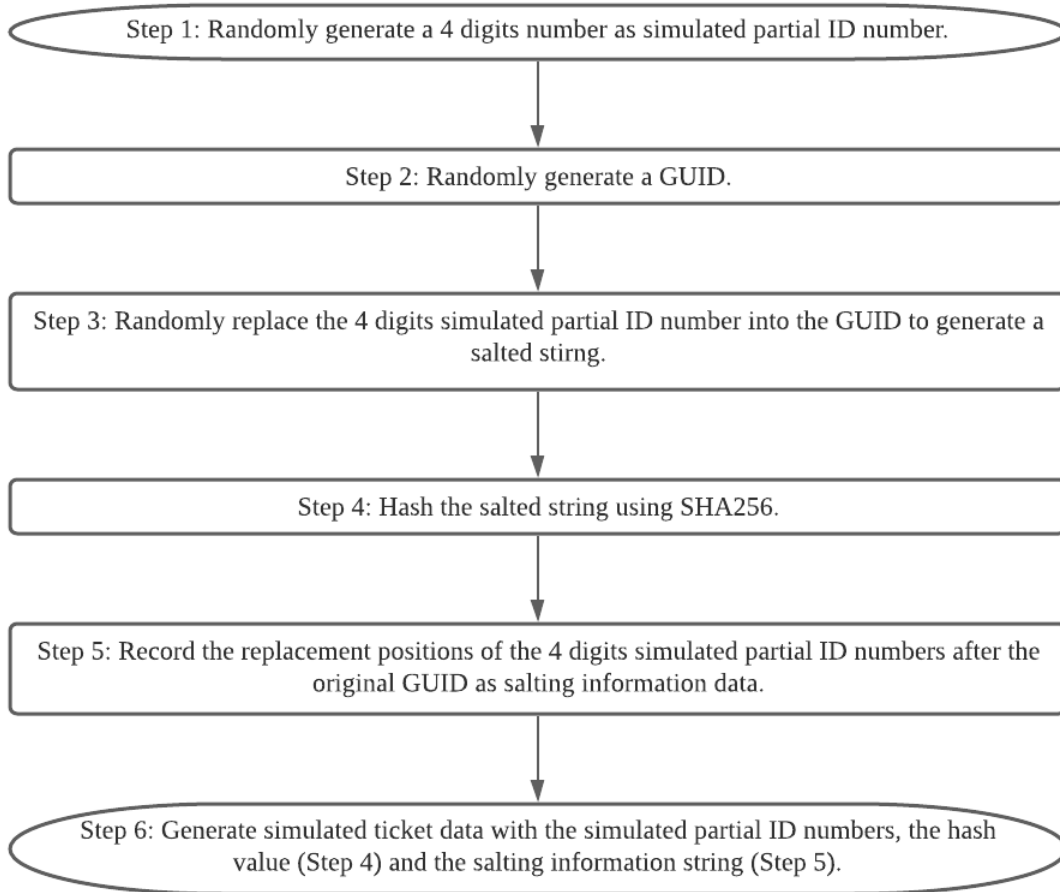 Step 1: Randomly generate a 4 digits number as simulated partial ID number.
Step 2: Randomly generate a GUID.
Step 3: Randomly replace the 4 digits simulated partial ID number into the GUID to generate a
salted stirng.
Step 4: Hash the salted string using SHA256.
Step 5: Record the replacement positions of the 4 digits simulated partial ID numbers after the
original GUID as salting information data.
Step 6: Generate simulated ticket data with the simulated partial ID numbers, the hash
value (Step 4) and the salting information string (Step 5).